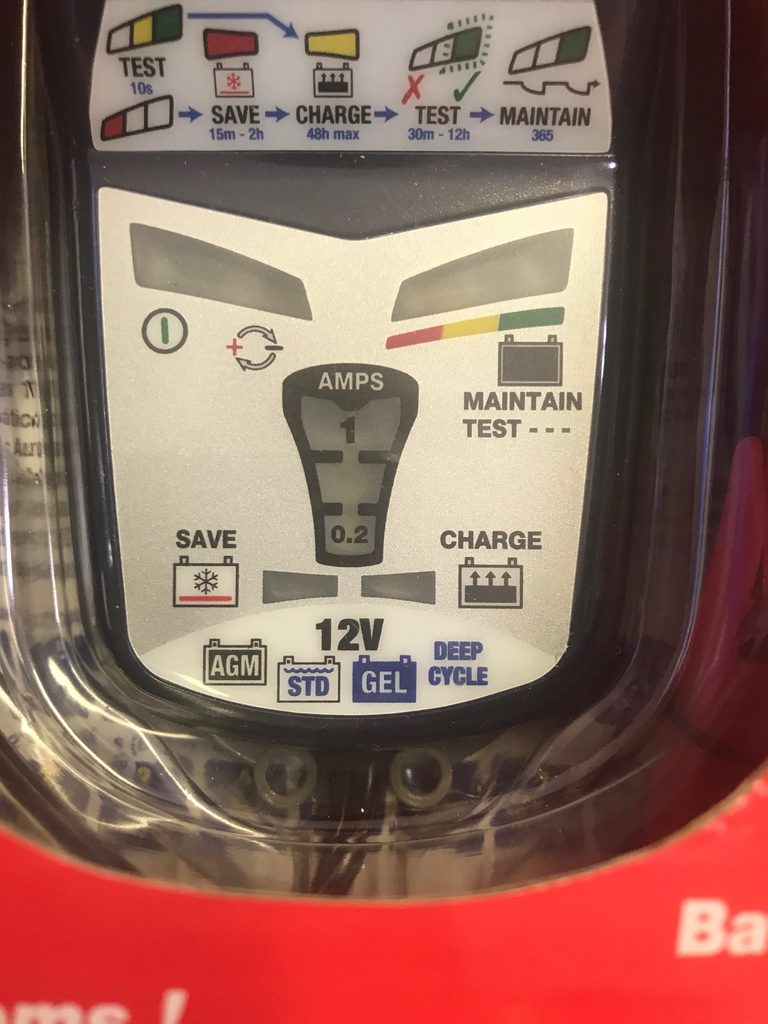 TEST
10s
SAVE
15m - 2h
CHARGE
48h max
TEST
30m - 12h
MAINTAIN
365
AMPS
1
0.2
MAINTAIN
TEST ---
SAVE
CHARGE
12V
AGM
STD
GEL
DEEP
CYCLE
Ba
ms !